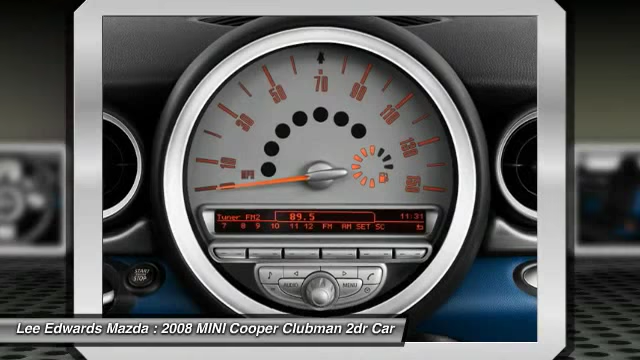 10 30 50 70 90 110 130 150
MPH
Tuner FM2 89.5 11:31
7 8 9 10 11 12 FM AM SET SC
AUDIO MENU
START
STOP
Lee Edwards Mazda : 2008 MINI Cooper Clubman 2dr Car